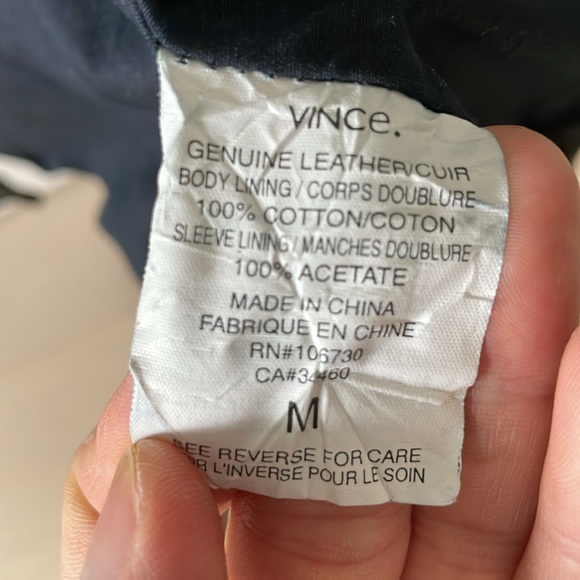 VINCe.
GENUINE LEATHER/CUIR
BODY LINING / CORPS DOUBLURE
100% COTTON/COTON
SLEEVE LINING / MANCHES DOUBLURE
100% ACETATE
MADE IN CHINA
FABRIQUE EN CHINE
RN#106730
M
SEE REVERSE FOR CARE
L'INVERSE POUR LE SOIN